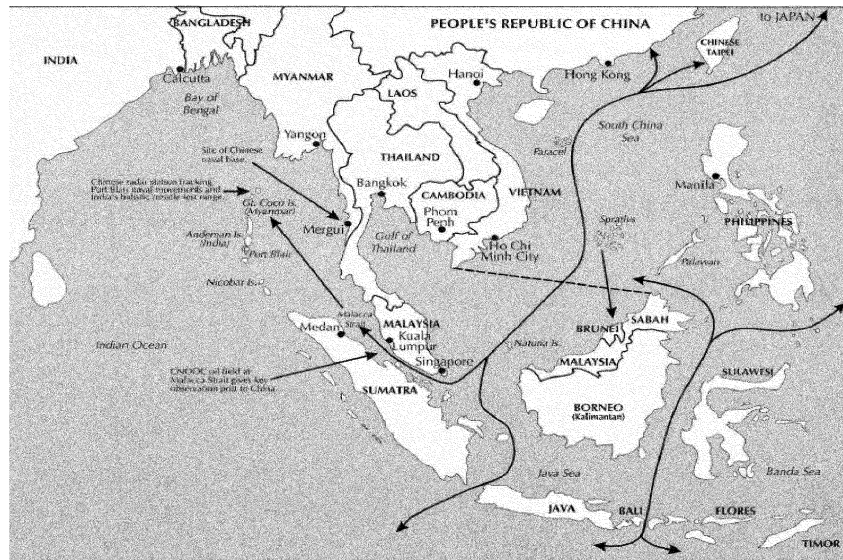 PEOPLE'S REPUBLIC OF CHINA
to JAPAN
BANGLADESH
INDIA
CHINESE
TAIPEI
Calcutta
Hanoi
Hong Kong
MYANMAR
Bay of
Bengal
LAOS
South China
Sea
Yangon
Site of Chinese
naval base.
Paracel
THAILAND
Chinese radar station tracking
Port Blair naval movements and
India's balistic missile test range.
Bangkok
VIETNAM
Manila
CAMBODIA
Gt. Coco Is.
(Myanmar)
Phom
Penh
Spratlys
PHILIPPINES
Mergui
Gulf of
Thailand
Andeman Is.
(India)
Ho Chi
Minh City
Port Blair
Palawan
Nicobar Is.
Malacca
Strait
MALAYSIA
SABAH
Medan
BRUNEI
Kuala
Lumpur
Natuna Is.
Indian Ocean
MALAYSIA
Singapore
CNOOC oil field at
Malacca Strait gives key
observation post to China
SULAWESI
SUMATRA
BORNEO
(Kalimantan)
Java Sea
Banda Sea
JAVA
BALI
FLORES
TIMOR